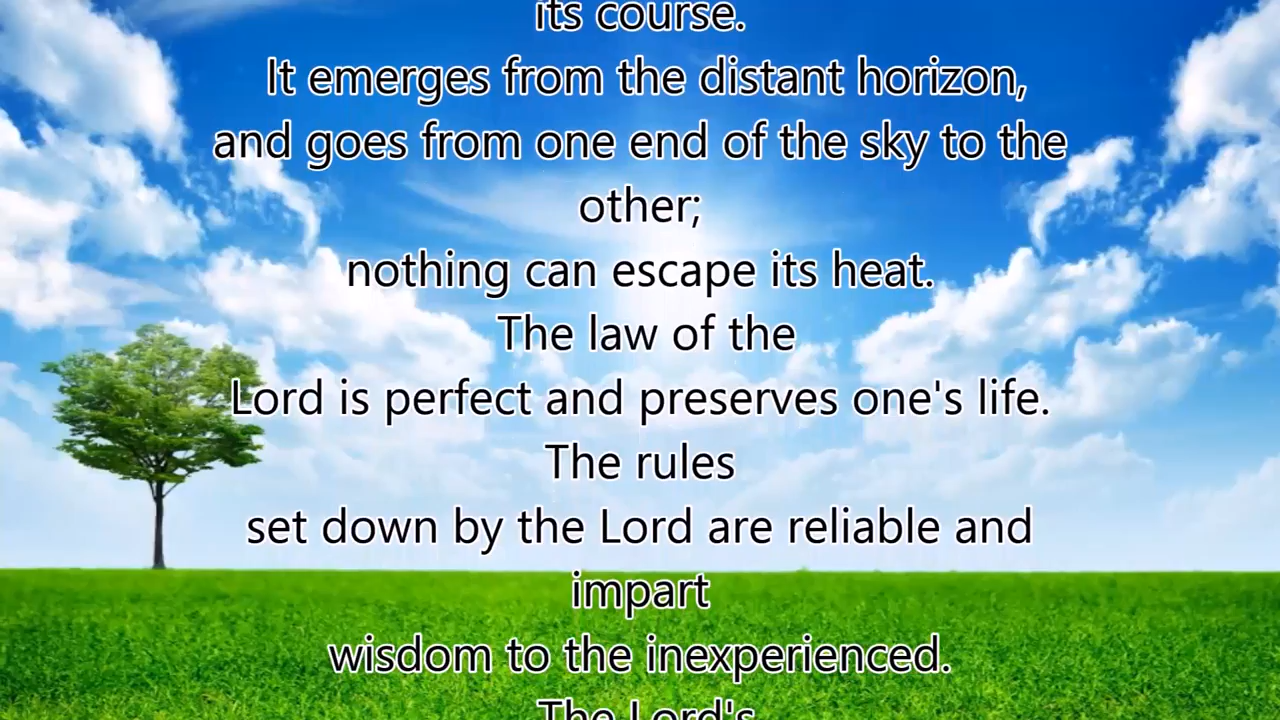 its course.
It emerges from the distant horizon,
and goes from one end of the sky to the
other;
nothing can escape its heat.
The law of the
Lord is perfect and preserves one's life.
The rules
set down by the Lord are reliable and
impart
wisdom to the inexperienced.
The Lord's